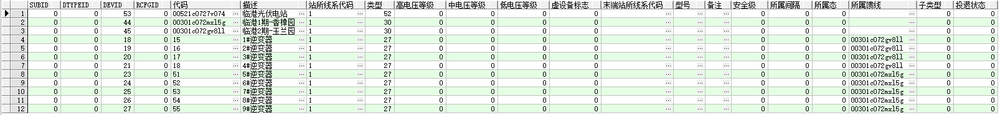 SUBID DTYPEID DEVID RCFGID 代码 描述 站所线系代码 类型 高电压等级 中电压等级 低电压等级 虚设备标志 末端站所线系代码 型号 备注 安全级 所属间隔 所属态 所属馈线 子类型 投退状态
1 0 0 53 0 00521c0727v074 ··· 临港光伏电站 ··· 1 ··· 52 0 0 0 0 ··· ··· ··· 0 0 0 ··· 0 0
2 0 0 44 0 00301c072mxl5g ··· 临港1期-香樟园 ··· 1 ··· 30 0 0 0 0 ··· ··· ··· 0 0 0 ··· 0 0
3 0 0 45 0 00301c072gv8ll ··· 临港2期-玉兰园 ··· 1 ··· 30 0 0 0 0 ··· ··· ··· 0 0 0 ··· 0 0
4 0 0 18 0 15 ··· 1#逆变器 ··· 1 ··· 27 0 0 0 0 ··· ··· ··· 0 0 0 00301c072gv8ll ··· 0 0
5 0 0 19 0 16 ··· 2#逆变器 ··· 1 ··· 27 0 0 0 0 ··· ··· ··· 0 0 0 00301c072gv8ll ··· 0 0
6 0 0 20 0 17 ··· 3#逆变器 ··· 1 ··· 27 0 0 0 0 ··· ··· ··· 0 0 0 00301c072gv8ll ··· 0 0
7 0 0 21 0 18 ··· 4#逆变器 ··· 1 ··· 27 0 0 0 0 ··· ··· ··· 0 0 0 00301c072gv8ll ··· 0 0
8 0 0 23 0 51 ··· 5#逆变器 ··· 1 ··· 27 0 0 0 0 ··· ··· ··· 0 0 0 00301c072mxl5g ··· 0 0
9 0 0 24 0 52 ··· 6#逆变器 ··· 1 ··· 27 0 0 0 0 ··· ··· ··· 0 0 0 00301c072mxl5g ··· 0 0
10 0 0 25 0 53 ··· 7#逆变器 ··· 1 ··· 27 0 0 0 0 ··· ··· ··· 0 0 0 00301c072mxl5g ··· 0 0
11 0 0 26 0 54 ··· 8#逆变器 ··· 1 ··· 27 0 0 0 0 ··· ··· ··· 0 0 0 00301c072mxl5g ··· 0 0
12 0 0 27 0 55 ··· 9#逆变器 ··· 1 ··· 27 0 0 0 0 ··· ··· ··· 0 0 0 00301c072mxl5g ··· 0 0